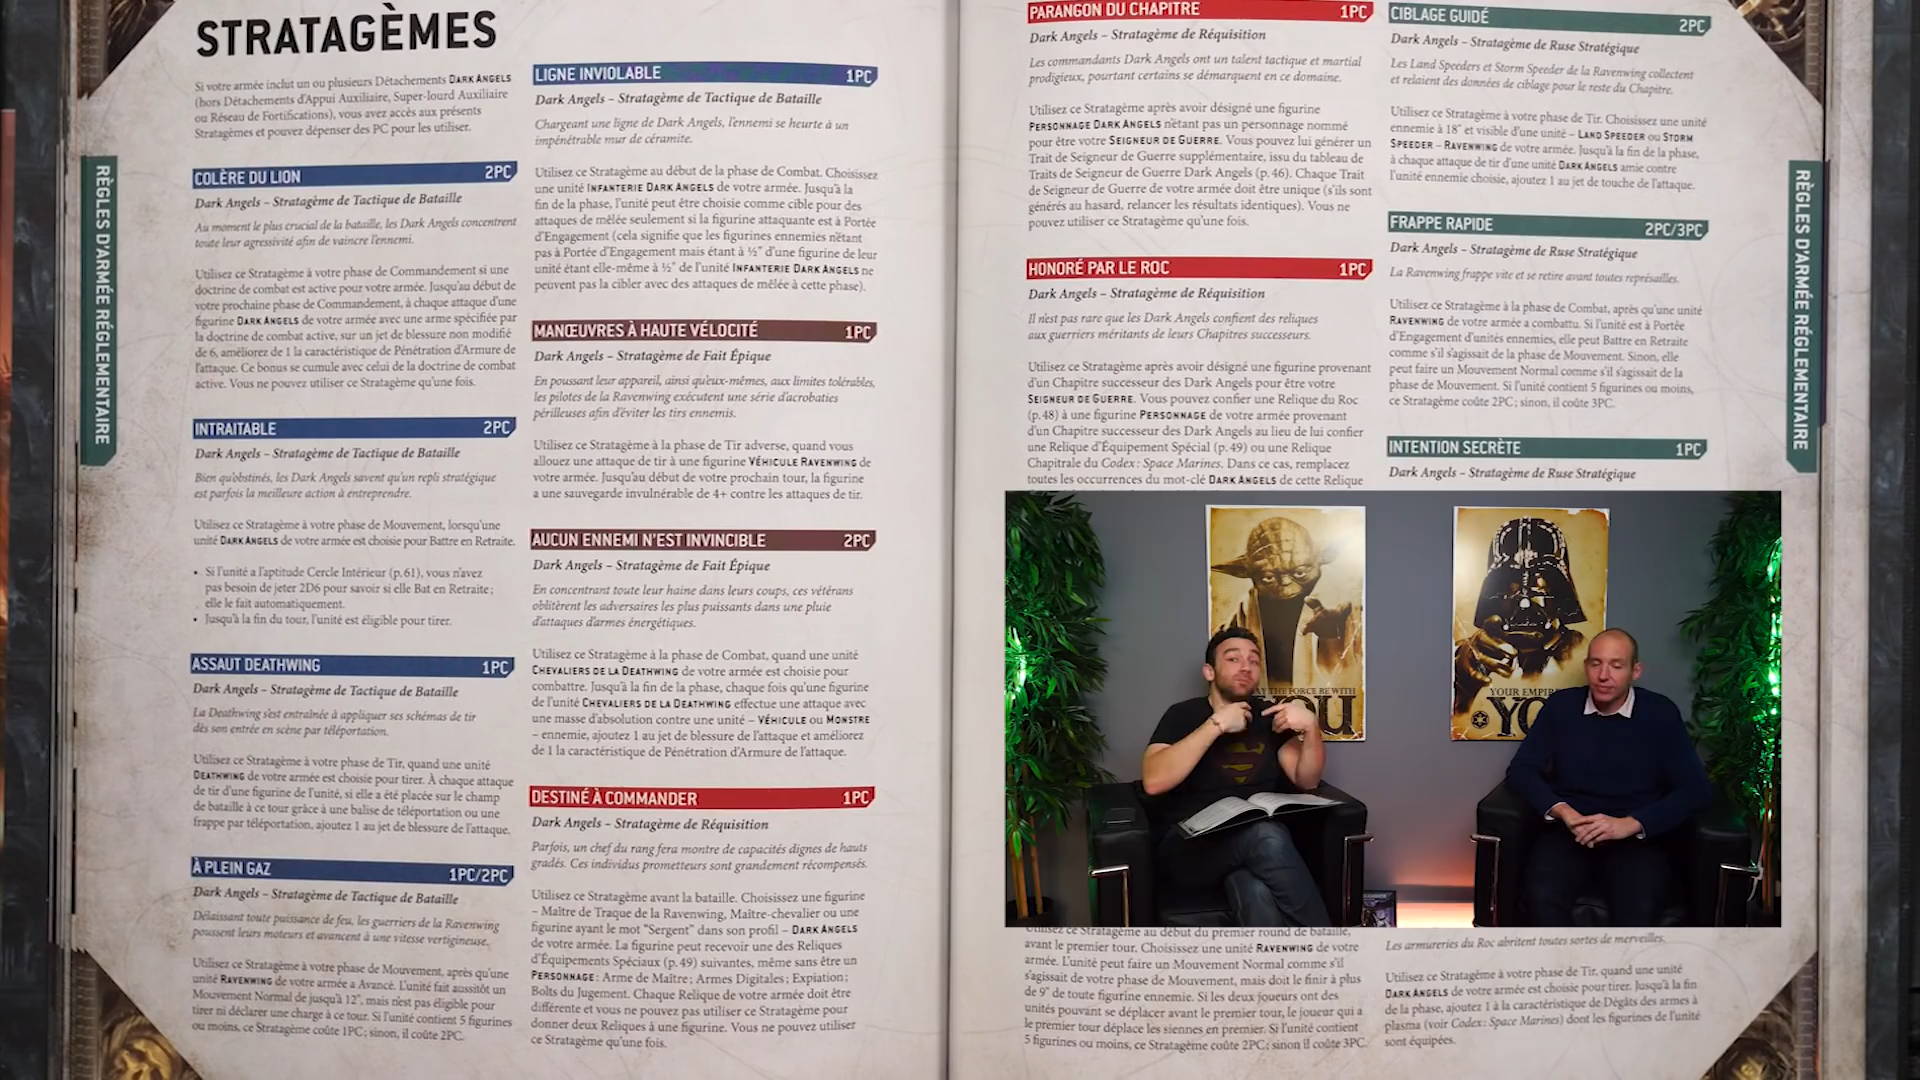 STRATAGÈMES
Si votre armée inclut un ou plusieurs Détachements DARK ANGELS
(hors Détachements d'Appui Auxiliaire, Super-lourd Auxiliaire
ou Réseau de Fortifications), vous avez accès aux présents
Stratagèmes et pouvez dépenser des PC pour les utiliser.
RÈGLES D'ARMÉE RÉGLEMENTAIRE
COLÈRE DU LION 2PC
Dark Angels – Stratagème de Tactique de Bataille
Au moment le plus crucial de la bataille, les Dark Angels concentrent
toute leur agressivité afin de vaincre l'ennemi.
Utilisez ce Stratagème à votre phase de Commandement si une
doctrine de combat est active pour votre armée. Jusqu'au début de
votre prochaine phase de Commandement, à chaque attaque d'une
figurine DARK ANGELS de votre armée avec une arme spécifiée par
la doctrine de combat active, sur un jet de blessure non modifié
de 6, améliorez de 1 la caractéristique de Pénétration d'Armure de
l'attaque. Ce bonus se cumule avec celui de la doctrine de combat
active. Vous ne pouvez utiliser ce Stratagème qu'une fois.
INTRAITABLE 2PC
Dark Angels – Stratagème de Tactique de Bataille
Bien qu'obstinés, les Dark Angels savent qu'un repli stratégique
est parfois la meilleure action à entreprendre.
Utilisez ce Stratagème à votre phase de Mouvement, lorsqu'une
unité DARK ANGELS de votre armée est choisie pour Battre en Retraite.
• Si l'unité a l'aptitude Cercle Intérieur (p.61), vous n'avez
pas besoin de jeter 2D6 pour savoir si elle Bat en Retraite ;
elle le fait automatiquement.
• Jusqu'à la fin du tour, l'unité est éligible pour tirer.
ASSAUT DEATHWING 1PC
Dark Angels – Stratagème de Tactique de Bataille
La Deathwing s'est entraînée à appliquer ses schémas de tir
dès son entrée en scène par téléportation.
Utilisez ce Stratagème à votre phase de Tir, quand une unité
DEATHWING de votre armée est choisie pour tirer. À chaque attaque
de tir d'une figurine de l'unité, si elle a été placée sur le champ
de bataille à ce tour grâce à une balise de téléportation ou une
frappe par téléportation, ajoutez 1 au jet de blessure de l'attaque.
À PLEIN GAZ 1PC/2PC
Dark Angels – Stratagème de Tactique de Bataille
Délaissant toute puissance de feu, les guerriers de la Ravenwing
poussent leurs moteurs et avancent à une vitesse vertigineuse.
Utilisez ce Stratagème à votre phase de Mouvement, après qu'une
unité RAVENWING de votre armée a Avancé. L'unité fait aussitôt un
Mouvement Normal de jusqu'à 12", mais n'est pas éligible pour
tirer ni déclarer une charge à ce tour. Si l'unité contient 5 figurines
ou moins, ce Stratagème coûte 1PC; sinon, il coûte 2PC.
LIGNE INVIOLABLE 1PC
Dark Angels – Stratagème de Tactique de Bataille
Chargeant une ligne de Dark Angels, l'ennemi se heurte à un
impénétrable mur de céramite.
Utilisez ce Stratagème au début de la phase de Combat. Choisissez
une unité INFANTERIE DARK ANGELS de votre armée. Jusqu'à la
fin de la phase, l'unité peut être choisie comme cible pour des
attaques de mêlée seulement si la figurine attaquante est à Portée
d'Engagement (cela signifie que les figurines ennemies n'étant
pas à Portée d'Engagement mais étant à ½" d'une figurine de leur
unité étant elle-même à ½" de l'unité INFANTERIE DARK ANGELS ne
peuvent pas la cibler avec des attaques de mêlée à cette phase).
MANŒUVRES À HAUTE VÉLOCITÉ 1PC
Dark Angels – Stratagème de Fait Épique
En poussant leur appareil, ainsi qu'eux-mêmes, aux limites tolérables,
les pilotes de la Ravenwing exécutent une série d'acrobaties
périlleuses afin d'éviter les tirs ennemis.
Utilisez ce Stratagème à la phase de Tir adverse, quand vous
allouez une attaque de tir à une figurine VÉHICULE RAVENWING de
votre armée. Jusqu'au début de votre prochain tour, la figurine
a une sauvegarde invulnérable de 4+ contre les attaques de tir.
AUCUN ENNEMI N'EST INVINCIBLE 2PC
Dark Angels – Stratagème de Fait Épique
En concentrant toute leur haine dans leurs coups, ces vétérans
oblitèrent les adversaires les plus puissants dans une pluie
d'attaques d'armes énergétiques.
Utilisez ce Stratagème à la phase de Combat, quand une unité
CHEVALIERS DE LA DEATHWING de votre armée est choisie pour
combattre. Jusqu'à la fin de la phase, chaque fois qu'une figurine
de l'unité CHEVALIERS DE LA DEATHWING effectue une attaque avec
une masse d'absolution contre une unité – VÉHICULE ou MONSTRE
– ennemie, ajoutez 1 au jet de blessure de l'attaque et améliorez
de 1 la caractéristique de Pénétration d'Armure de l'attaque.
DESTINÉ À COMMANDER 1PC
Dark Angels – Stratagème de Réquisition
Parfois, un chef du rang fera montre de capacités dignes de hauts
gradés. Ces individus prometteurs sont grandement récompensés.
Utilisez ce Stratagème avant la bataille. Choisissez une figurine
– Maître de Traque de la Ravenwing, Maître-chevalier ou une
figurine ayant le mot "Sergent" dans son profil – DARK ANGELS
de votre armée. La figurine peut recevoir une des Reliques
d'Équipements Spéciaux (p.49) suivantes, même sans être un
PERSONNAGE : Arme de Maître ; Armes Digitales ; Expiation ;
Bolts du Jugement. Chaque Relique de votre armée doit être
différente et vous ne pouvez pas utiliser ce Stratagème pour
donner deux Reliques à une figurine. Vous ne pouvez utiliser
ce Stratagème qu'une fois.
PARANGON DU CHAPITRE 1PC
Dark Angels – Stratagème de Réquisition
Les commandants Dark Angels ont un talent tactique et martial
prodigieux, pourtant certains se démarquent en ce domaine.
Utilisez ce Stratagème après avoir désigné une figurine
PERSONNAGE DARK ANGELS n'étant pas un personnage nommé
pour être votre SEIGNEUR DE GUERRE. Vous pouvez lui générer un
Trait de Seigneur de Guerre supplémentaire, issu du tableau de
Traits de Seigneur de Guerre Dark Angels (p.46). Chaque Trait
de Seigneur de Guerre de votre armée doit être unique (s'ils sont
générés au hasard, relancer les résultats identiques). Vous ne
pouvez utiliser ce Stratagème qu'une fois.
HONORÉ PAR LE ROC 1PC
Dark Angels – Stratagème de Réquisition
Il n'est pas rare que les Dark Angels confient des reliques
aux guerriers méritants de leurs Chapitres successeurs.
Utilisez ce Stratagème après avoir désigné une figurine provenant
d'un Chapitre successeur des Dark Angels pour être votre
SEIGNEUR DE GUERRE. Vous pouvez confier une Relique du Roc
(p.48) à une figurine PERSONNAGE de votre armée provenant
d'un Chapitre successeur des Dark Angels au lieu de lui confier
une Relique d'Équipement Spécial (p.49) ou une Relique
Chapitrale du Codex : Space Marines. Dans ce cas, remplacez
toutes les occurrences du mot-clé DARK ANGELS de cette Relique
Utilisez ce Stratagème au début du premier round de bataille,
avant le premier tour. Choisissez une unité RAVENWING de votre
armée. L'unité peut faire un Mouvement Normal comme s'il
s'agissait de votre phase de Mouvement, mais doit le finir à plus
de 9" de toute figurine ennemie. Si les deux joueurs ont des
unités pouvant se déplacer avant le premier tour, le joueur qui a
le premier tour déplace les siennes en premier. Si l'unité contient
5 figurines ou moins, ce Stratagème coûte 2PC; sinon il coûte 3PC.
CIBLAGE GUIDÉ 2PC
Dark Angels – Stratagème de Ruse Stratégique
Les Land Speeders et Storm Speeder de la Ravenwing collectent
et relaient des données de ciblage pour le reste du Chapitre.
Utilisez ce Stratagème à votre phase de Tir. Choisissez une unité
ennemie à 18" et visible d'une unité – LAND SPEEDER ou STORM
SPEEDER – RAVENWING de votre armée. Jusqu'à la fin de la phase,
à chaque attaque de tir d'une unité DARK ANGELS amie contre
l'unité ennemie choisie, ajoutez 1 au jet de touche de l'attaque.
FRAPPE RAPIDE 2PC/3PC
Dark Angels – Stratagème de Ruse Stratégique
La Ravenwing frappe vite et se retire avant toutes représailles.
Utilisez ce Stratagème à la phase de Combat, après qu'une unité
RAVENWING de votre armée a combattu. Si l'unité est à Portée
d'Engagement d'unités ennemies, elle peut Battre en Retraite
comme s'il s'agissait de la phase de Mouvement. Sinon, elle
peut faire un Mouvement Normal comme s'il s'agissait de la
phase de Mouvement. Si l'unité contient 5 figurines ou moins,
ce Stratagème coûte 2PC; sinon, il coûte 3PC.
INTENTION SECRÈTE 1PC
Dark Angels – Stratagème de Ruse Stratégique
Les armureries du Roc abritent toutes sortes de merveilles.
Utilisez ce Stratagème à votre phase de Tir, quand une unité
DARK ANGELS de votre armée est choisie pour tirer. Jusqu'à la fin
de la phase, ajoutez 1 à la caractéristique de Dégâts des armes à
plasma (voir Codex : Space Marines) dont les figurines de l'unité
sont équipées.
RÈGLES D'ARMÉE RÉGLEMENTAIRE
THE FORCE BE WITH
YOU
YOUR EMPIRE
YO